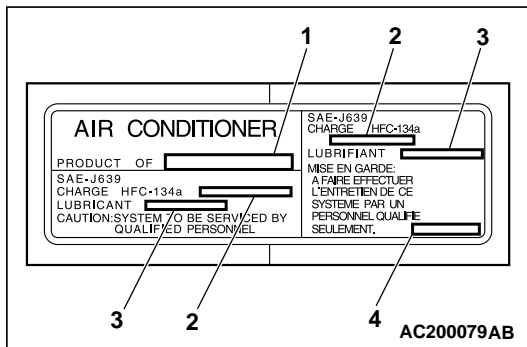 1
2
3
AIR CONDITIONER
PRODUCT OF
SAE-J639
CHARGE HFC-134a
LUBRICANT
CAUTION:SYSTEM TO BE SERVICED BY
QUALIFIED PERSONNEL
SAE-J639
CHARGE HFC-134a
LUBRIFIANT
MISE EN GARDE:
A FAIRE EFFECTUER
L'ENTRETIEN DE CE
SYSTEME PAR UN
PERSONNEL QUALIFIE
SEULEMENT.
3
2
4
AC200079AB